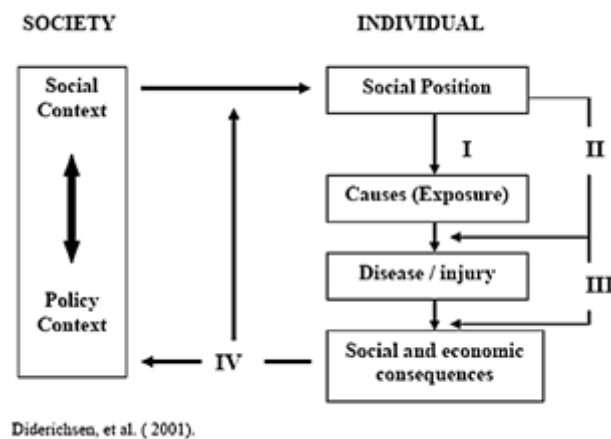 SOCIETY
INDIVIDUAL
Social
Context
Social Position
I
II
Causes (Exposure)
Disease / injury
III
Policy
Context
IV
Social and economic
consequences
Diderichsen, et al. ( 2001).